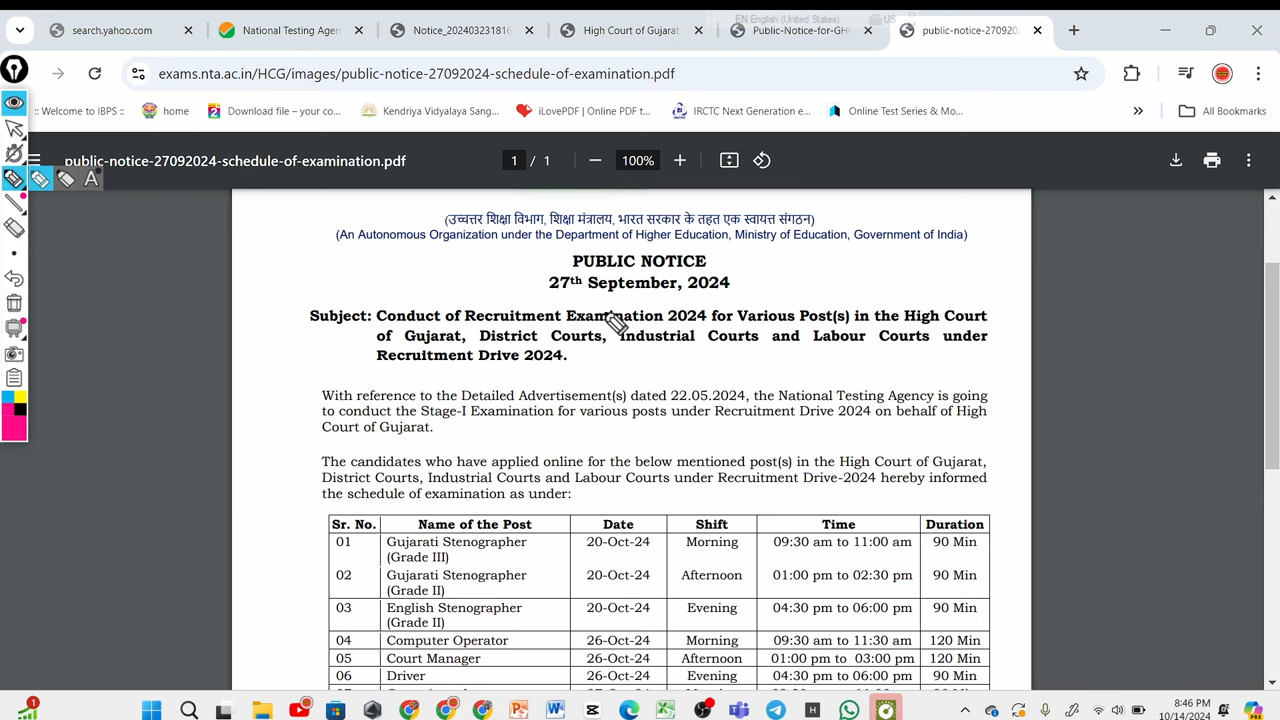 EN English (United States) US
search.yahoo.com National Testing Agen Notice_202403231816 High Court of Gujarat Public-Notice-for-GH public-notice-270920
exams.nta.ac.in/HCG/images/public-notice-27092024-schedule-of-examination.pdf
:: Welcome to IBPS :: home Download file – your co... Kendriya Vidyalaya Sang... iLovePDF | Online PDF t... IRCTC Next Generation e... Online Test Series & Mo... All Bookmarks
public-notice-27092024-schedule-of-examination.pdf 1 / 1 100%
(उच्चत्तर शिक्षा विभाग, शिक्षा मंत्रालय, भारत सरकार के तहत एक स्वायत्त संगठन)
(An Autonomous Organization under the Department of Higher Education, Ministry of Education, Government of India)
PUBLIC NOTICE
27th September, 2024
Subject: Conduct of Recruitment Examination 2024 for Various Post(s) in the High Court
of Gujarat, District Courts, Industrial Courts and Labour Courts under
Recruitment Drive 2024.
With reference to the Detailed Advertisement(s) dated 22.05.2024, the National Testing Agency is going
to conduct the Stage-I Examination for various posts under Recruitment Drive 2024 on behalf of High
Court of Gujarat.
The candidates who have applied online for the below mentioned post(s) in the High Court of Gujarat,
District Courts, Industrial Courts and Labour Courts under Recruitment Drive-2024 hereby informed
the schedule of examination as under:
Sr. No. Name of the Post Date Shift Time Duration
01 Gujarati Stenographer 20-Oct-24 Morning 09:30 am to 11:00 am 90 Min
(Grade III)
02 Gujarati Stenographer 20-Oct-24 Afternoon 01:00 pm to 02:30 pm 90 Min
(Grade II)
03 English Stenographer 20-Oct-24 Evening 04:30 pm to 06:00 pm 90 Min
(Grade II)
04 Computer Operator 26-Oct-24 Morning 09:30 am to 11:30 am 120 Min
05 Court Manager 26-Oct-24 Afternoon 01:00 pm to 03:00 pm 120 Min
06 Driver 26-Oct-24 Evening 04:30 pm to 06:00 pm 90 Min
8:46 PM
10/14/2024